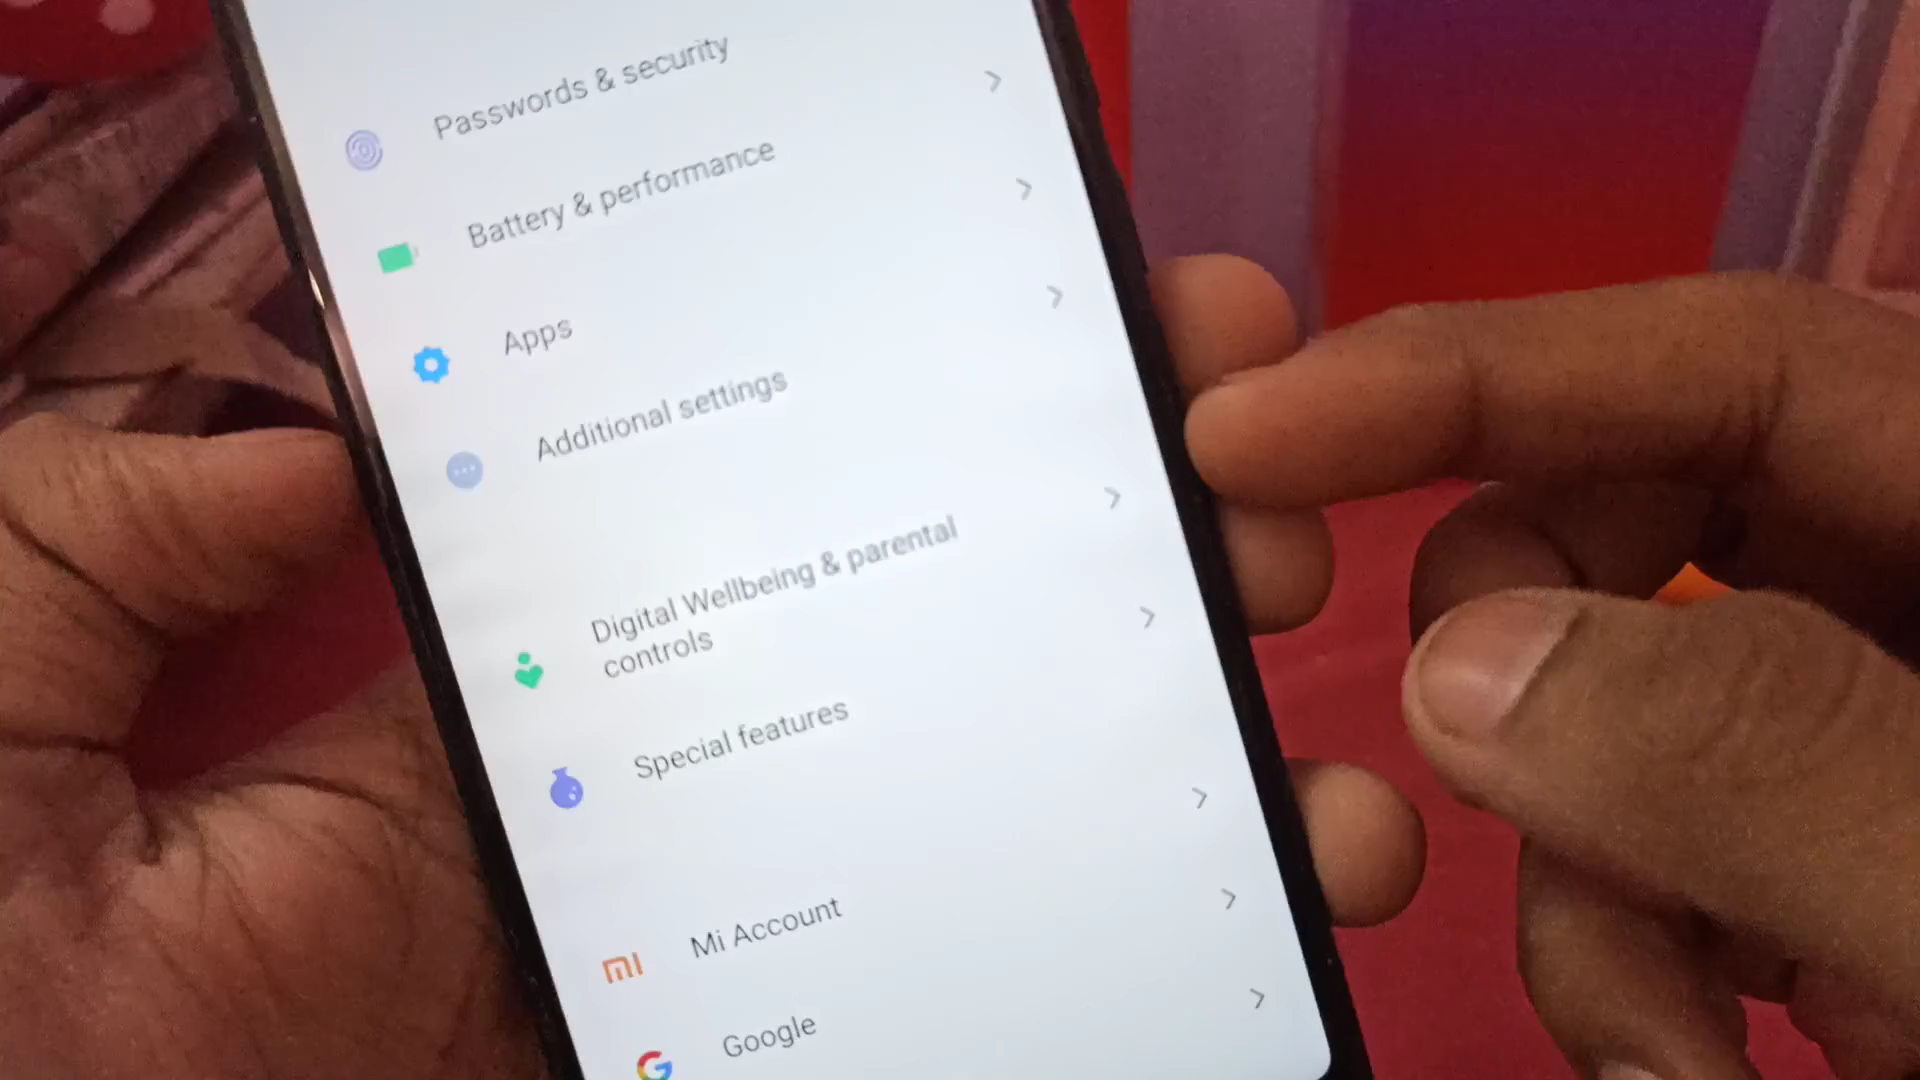 Passwords & security
Battery & performance
Apps
Additional settings
Digital Wellbeing & parental
controls
Special features
Mi Account
Google